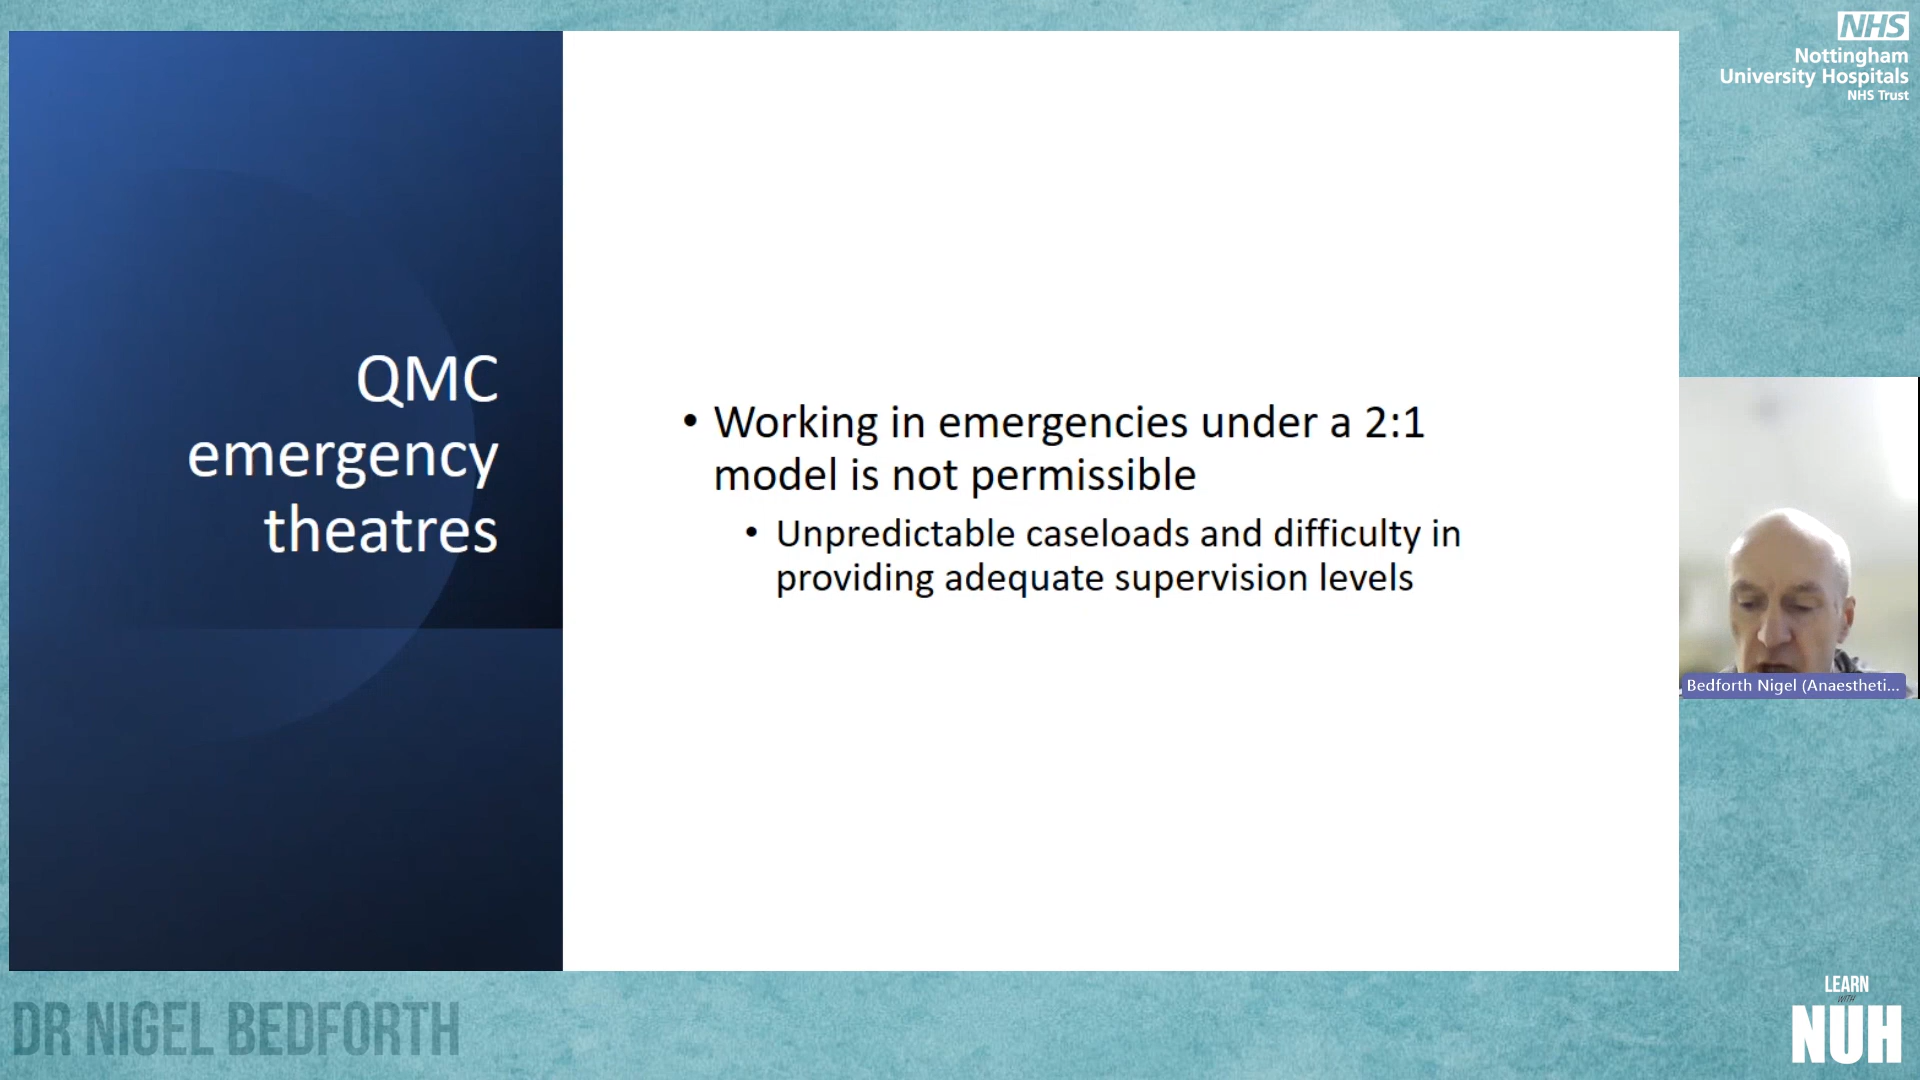 NHS
Nottingham
University Hospitals
NHS Trust
QMC
emergency
theatres
• Working in emergencies under a 2:1
model is not permissible
• Unpredictable caseloads and difficulty in
providing adequate supervision levels
Bedforth Nigel (Anaestheti...
DR NIGEL BEDFORTH
LEARN
WITH
NUH